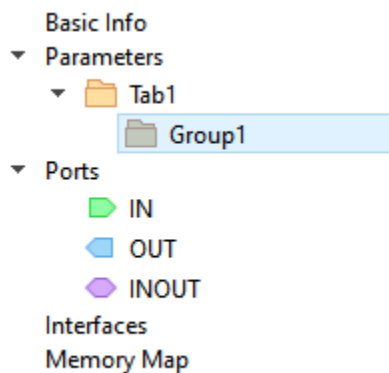 Basic Info
Parameters
Tab1
Group1
Ports
IN
OUT
INOUT
Interfaces
Memory Map